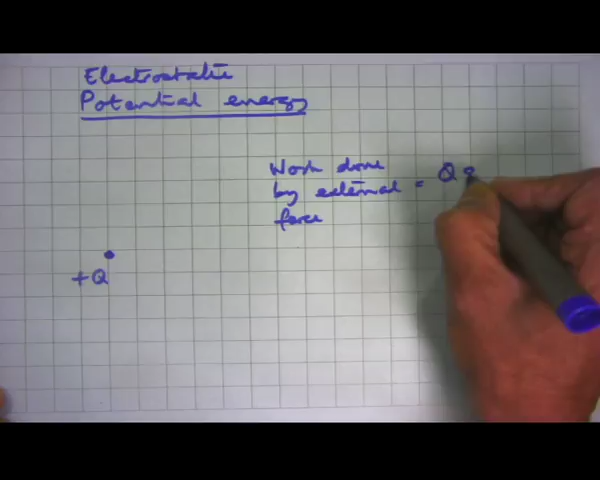 Electrostatic
Potential energy
Work done
by external = Q q
force
+Q